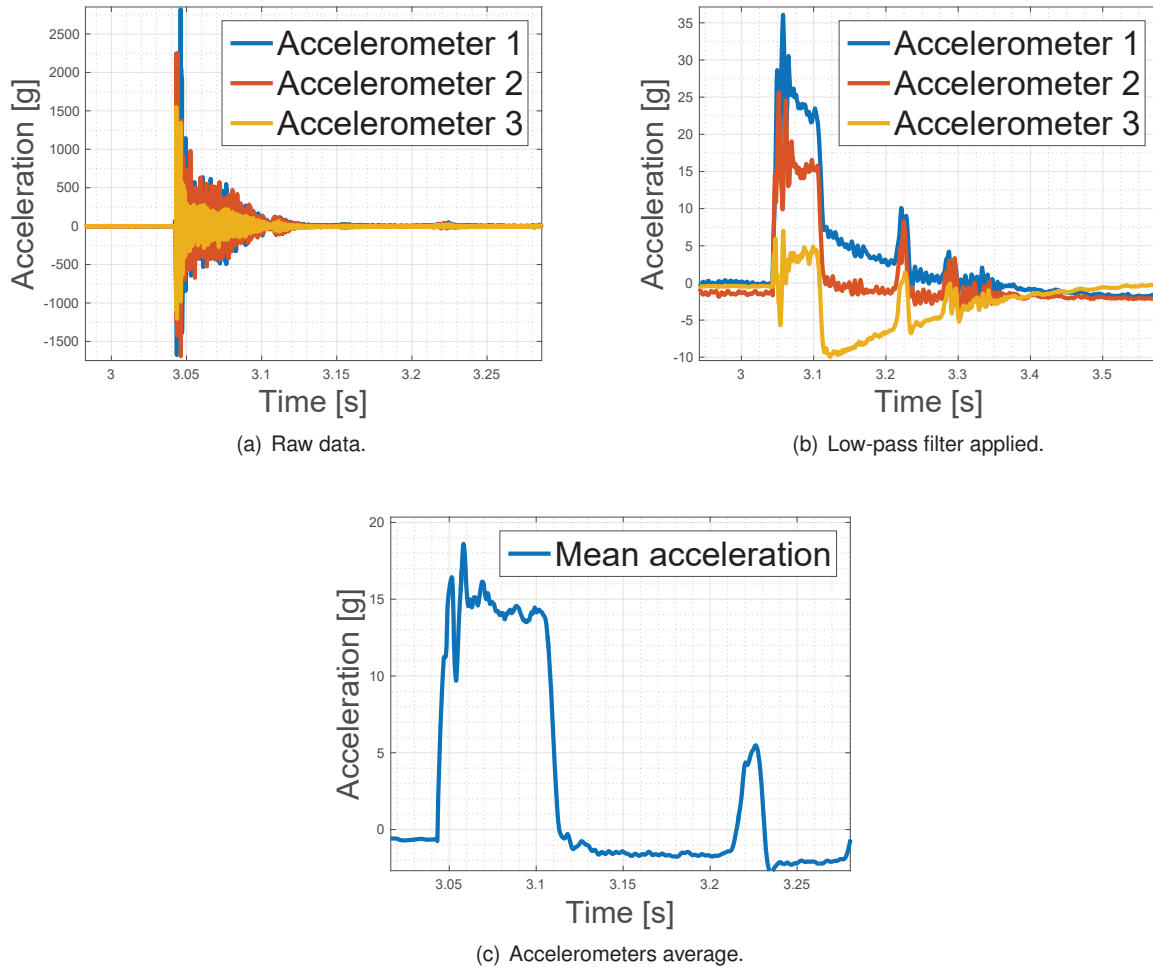 Acceleration [g]
2500
2000
1500
1000
500
0
-500
-1000
-1500
3
3.05
3.1
3.15
3.2
3.25
Time [s]
Accelerometer 1
Accelerometer 2
Accelerometer 3
(a) Raw data.
Acceleration [g]
35
30
25
20
15
10
5
0
-5
-10
3
3.1
3.2
3.3
3.4
3.5
Time [s]
Accelerometer 1
Accelerometer 2
Accelerometer 3
(b) Low-pass filter applied.
Acceleration [g]
20
15
10
5
0
3.05
3.1
3.15
3.2
3.25
Time [s]
Mean acceleration
(c) Accelerometers average.